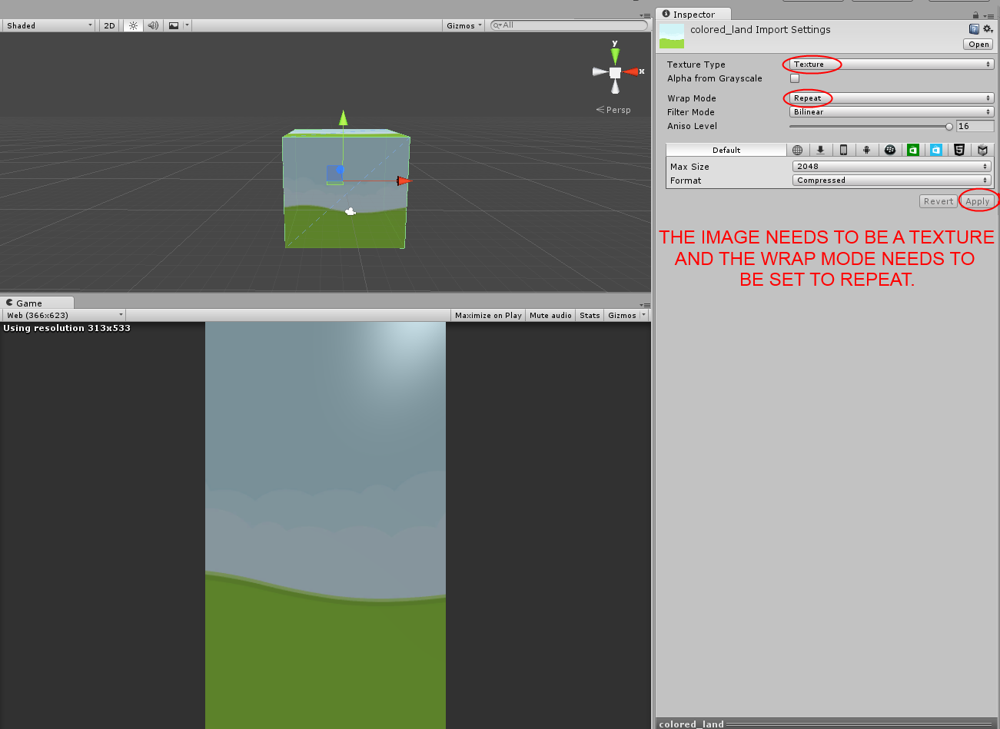 Shaded
2D
Gizmos
All
y
x
Persp
Game
Web (366x623)
Maximize on Play
Mute audio
Stats
Gizmos
Using resolution 313x533
Inspector
colored_land Import Settings
Open
Texture Type
Texture
Alpha from Grayscale
Wrap Mode
Repeat
Filter Mode
Bilinear
Aniso Level
16
Default
Max Size
2048
Format
Compressed
Revert
Apply
THE IMAGE NEEDS TO BE A TEXTURE
AND THE WRAP MODE NEEDS TO
BE SET TO REPEAT.
colored_land